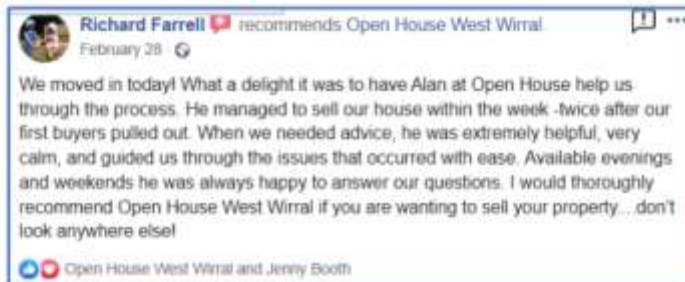 Richard Farrell recommends Open House West Wirral.
February 28
We moved in today! What a delight it was to have Alan at Open House help us
through the process. He managed to sell our house within the week -twice after our
first buyers pulled out. When we needed advice, he was extremely helpful, very
calm, and guided us through the issues that occurred with ease. Available evenings
and weekends he was always happy to answer our questions. I would thoroughly
recommend Open House West Wirral if you are wanting to sell your property....don't
look anywhere else!
Open House West Wirral and Jenny Booth